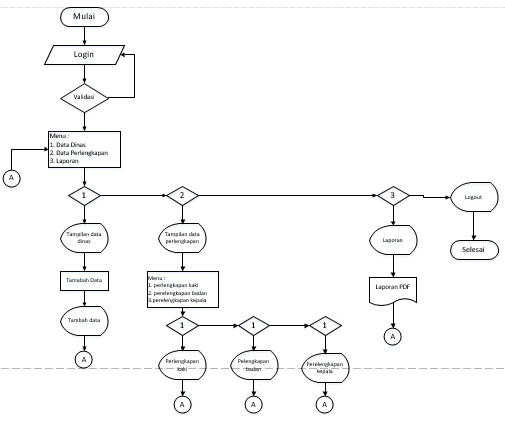 Mulai
Login
Validasi
Menu :
1. Data Dinas
2. Data Perlengkapan
3. Laporan
A
1
2
3
Logout
Tampilan data
dinas
Tampilan data
perlengkapan
Laporan
Selesai
Tamabah Data
Menu :
1. perlengkapan kaki
2. perelengkapan badan
3.perelengkapan kepala
Laporan PDF
Tambah data
1
1
1
A
A
Perlengkapan
kaki
Pelengkapan
badan
Perelengkapan
kepala
A
A
A